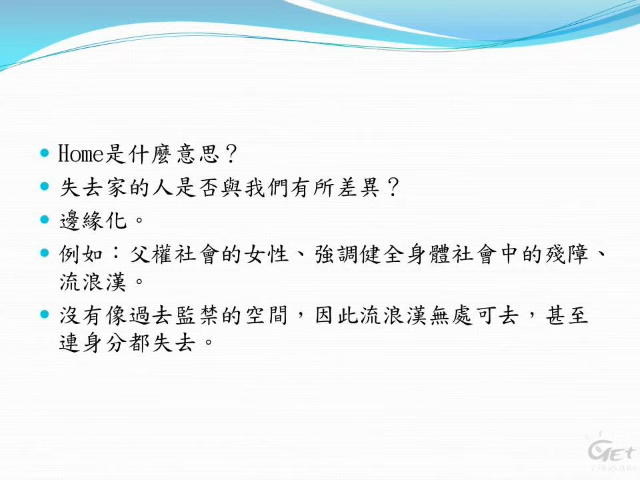 Home是什麼意思？
失去家的人是否與我們有所差異？
邊緣化。
例如：父權社會的女性、強調健全身體社會中的殘障、
流浪漢。
沒有像過去監禁的空間，因此流浪漢無處可去，甚至
連身分都失去。
GET